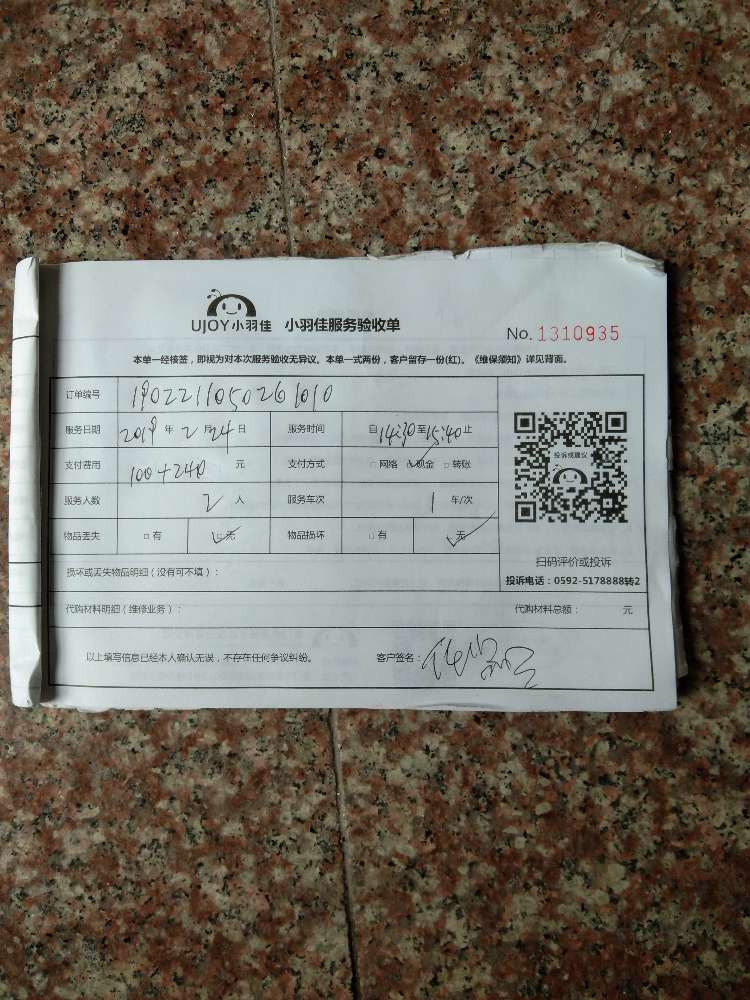 UJOY小羽佳 小羽佳服务验收单
No. 1310935
本单一经核签，即视为对本次服务验收无异议。本单一式两份，客户留存一份(红)。《维保须知》详见背面。
订单编号 1902211050261010
服务日期 2019 年 2 月 24 日 服务时间 自 14:30 至 15:40 止
支付费用 100+240 元 支付方式 □ 网络 ☑ 现金 □ 转账
服务人数 2 人 服务车次 1 车/次
物品丢失 □ 有 ☑ 无 物品损坏 □ 有 ☑ 无
投诉或建议
扫码评价或投诉
投诉电话：0592-5178888转2
损坏或丢失物品明细（没有可不填）：
代购材料明细（维修业务）： 代购材料总额： 元
以上填写信息已经本人确认无误，不存在任何争议纠纷。 客户签名：